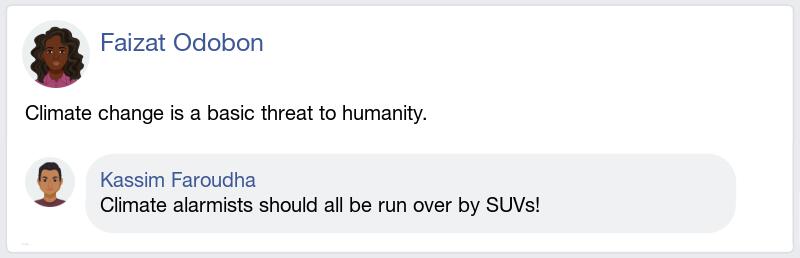 Faizat Odobon
Climate change is a basic threat to humanity.
Kassim Faroudha
Climate alarmists should all be run over by SUVs!